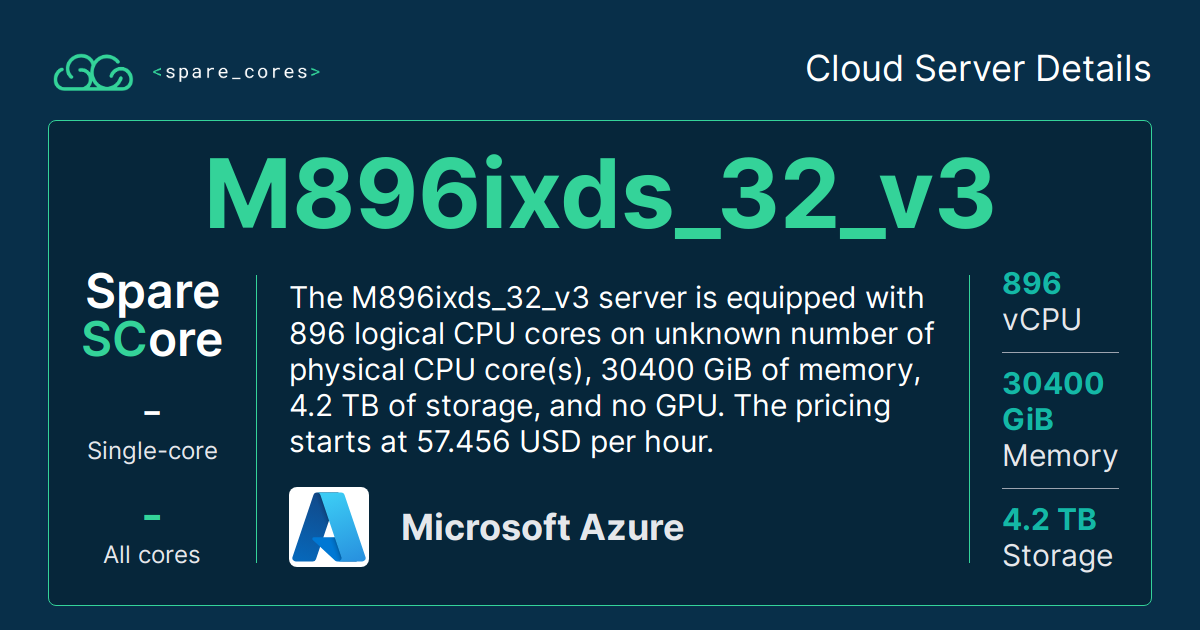 <spare_cores>
Cloud Server Details
M896ixds_32_v3
Spare
SCore
–
Single-core
–
All cores
The M896ixds_32_v3 server is equipped with
896 logical CPU cores on unknown number of
physical CPU core(s), 30400 GiB of memory,
4.2 TB of storage, and no GPU. The pricing
starts at 57.456 USD per hour.
Microsoft Azure
896
vCPU
30400
GiB
Memory
4.2 TB
Storage